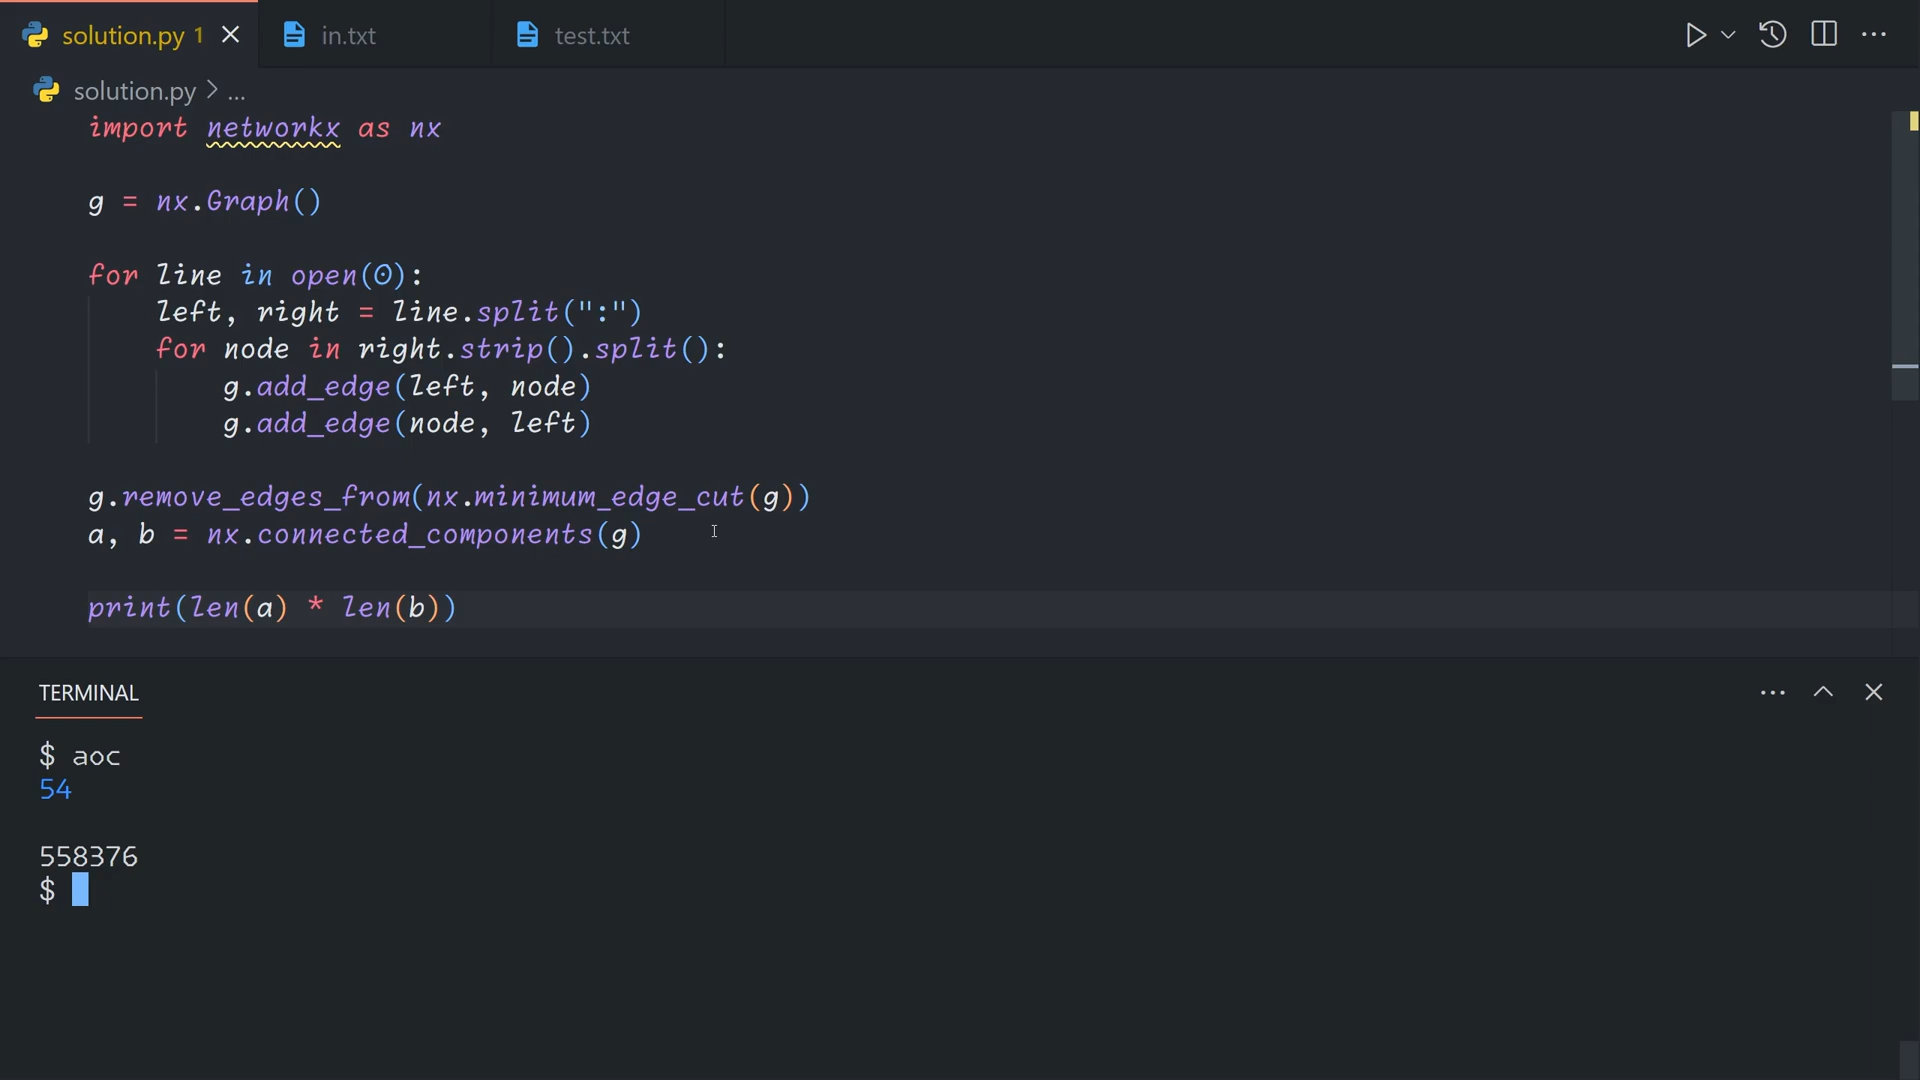 solution.py 1 in.txt test.txt
solution.py > ...
import networkx as nx
g = nx.Graph()
for line in open(0):
left, right = line.split(":")
for node in right.strip().split():
g.add_edge(left, node)
g.add_edge(node, left)
g.remove_edges_from(nx.minimum_edge_cut(g))
a, b = nx.connected_components(g)
print(len(a) * len(b))
TERMINAL
$ aoc
54
558376
$